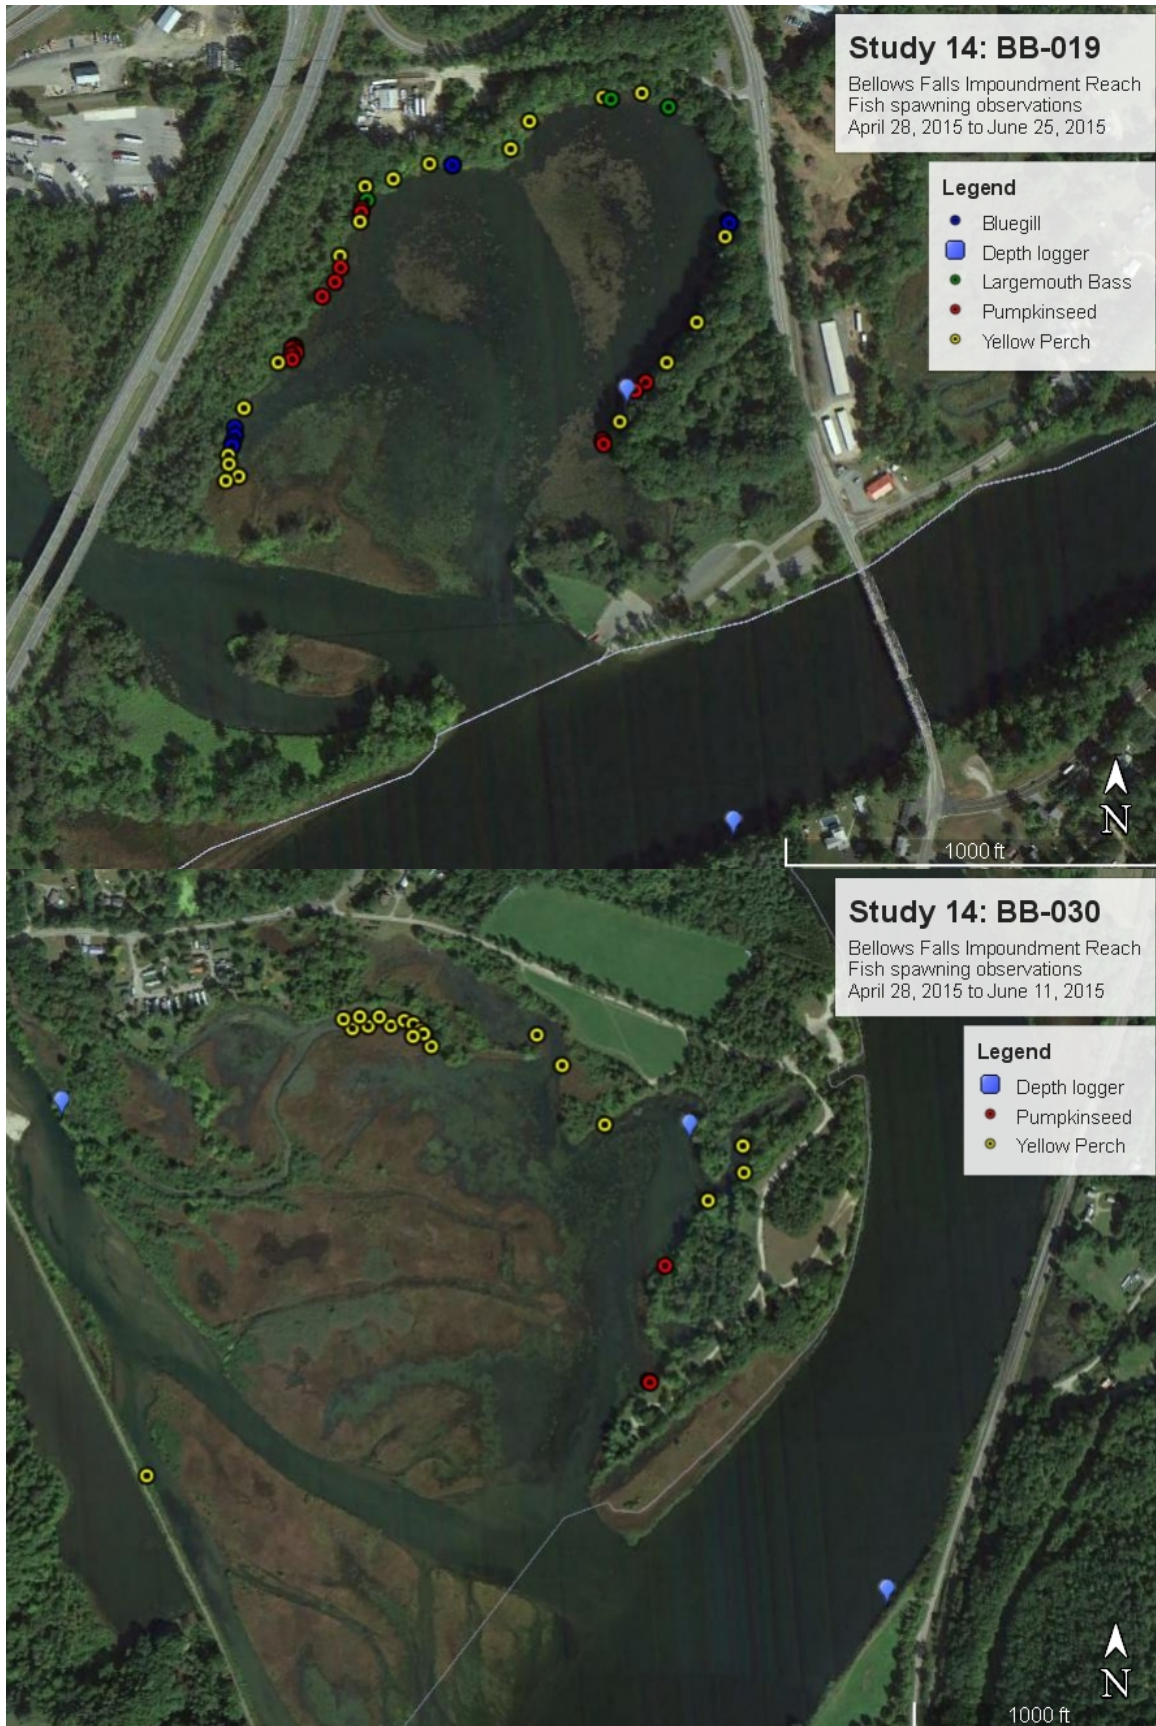 Study 14: BB-019
Bellows Falls Impoundment Reach
Fish spawning observations
April 28, 2015 to June 25, 2015
Legend
Bluegill
Depth logger
Largemouth Bass
Pumpkinseed
Yellow Perch
N
1000 ft
Study 14: BB-030
Bellows Falls Impoundment Reach
Fish spawning observations
April 28, 2015 to June 11, 2015
Legend
Depth logger
Pumpkinseed
Yellow Perch
N
1000 ft